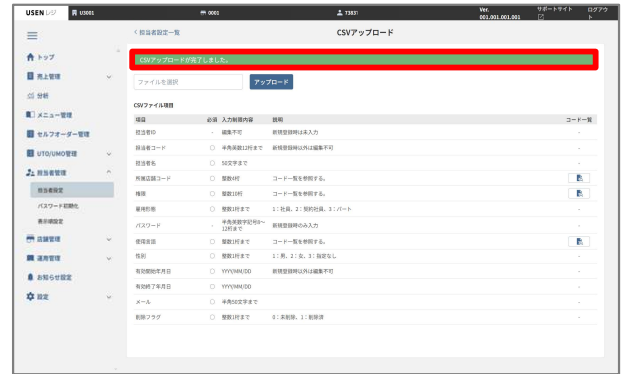 USEN レジ U3001 0001 73831 Ver. 001.001.001.001 サポートサイト ログアウト
< 担当者設定一覧 CSVアップロード
CSVアップロードが完了しました。
トップ
売上管理
分析
メニュー管理
セルフオーダー管理
UTO/UMO管理
担当者管理
担当者設定
パスワード初期化
表示順設定
店舗管理
運用管理
お知らせ設定
設定
ファイルを選択 アップロード
CSVファイル項目
項目 必須 入力制限内容 説明 コード一覧
担当者ID - 編集不可 新規登録時は未入力 -
担当者コード ○ 半角英数12桁まで 新規登録時以外は編集不可 -
担当者名 ○ 50文字まで -
所属店舗コード ○ 整数4桁 コード一覧を参照する。
権限 ○ 整数10桁 コード一覧を参照する。
雇用形態 ○ 整数1桁まで 1：社員、2：契約社員、3：パート -
パスワード - 半角英数字記号8～12桁まで 新規登録時のみ入力 -
使用言語 ○ 整数1桁まで コード一覧を参照する。
性別 ○ 整数1桁まで 1：男、2：女、3：指定なし -
有効開始年月日 ○ YYYY/MM/DD 新規登録時以外は編集不可 -
有効終了年月日 ○ YYYY/MM/DD -
メール ○ 半角50文字まで -
削除フラグ ○ 整数1桁まで 0：未削除、1：削除済 -